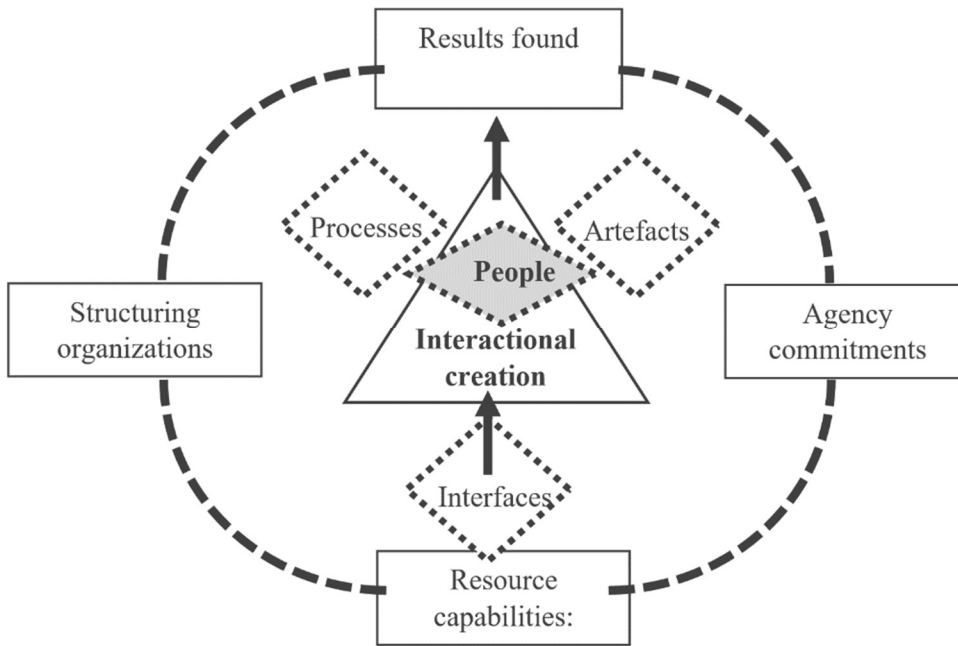 Results found
Processes
Artefacts
People
Structuring
organizations
Interactional
creation
Agency
commitments
Interfaces
Resource
capabilities: